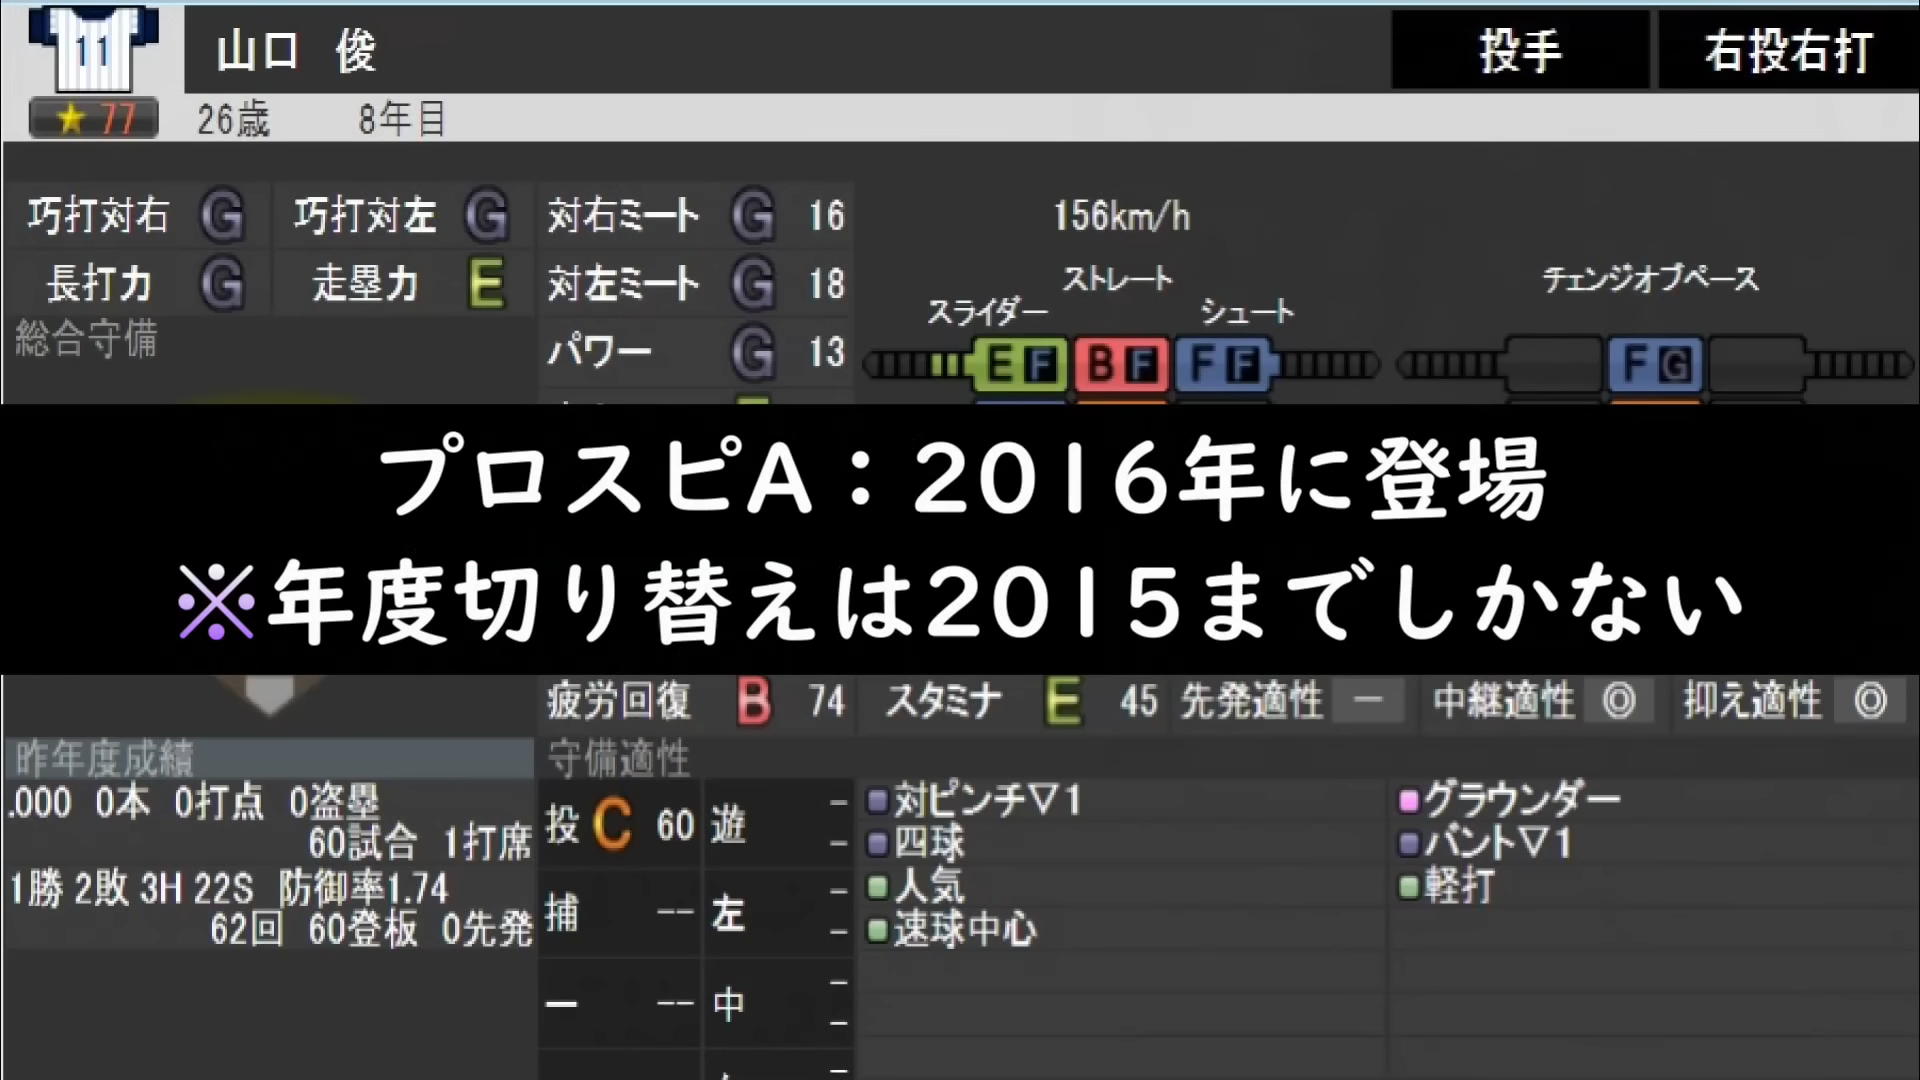 11
山口 俊
投手
右投右打
★ 77
26歳 8年目
巧打対右 G 巧打対左 G 対右ミート G 16
長打力 G 走塁力 E 対左ミート G 18
総合守備
パワー G 13
156km/h
ストレート
スライダー
シュート
チェンジオブペース
E F B F F F
F G
プロスピA：2016年に登場
※年度切り替えは2015までしかない
疲労回復 B 74 スタミナ E 45 先発適性 － 中継適性 ◎ 抑え適性 ◎
昨年度成績
.000 0本 0打点 0盗塁
60試合 1打席
1勝 2敗 3H 22S 防御率1.74
62回 60登板 0先発
守備適性
投 C 60 遊 －
－
捕 -- 左 －
－
一 -- 中 －
－
－
対ピンチ▽1
四球
人気
速球中心
グラウンダー
バント▽1
軽打